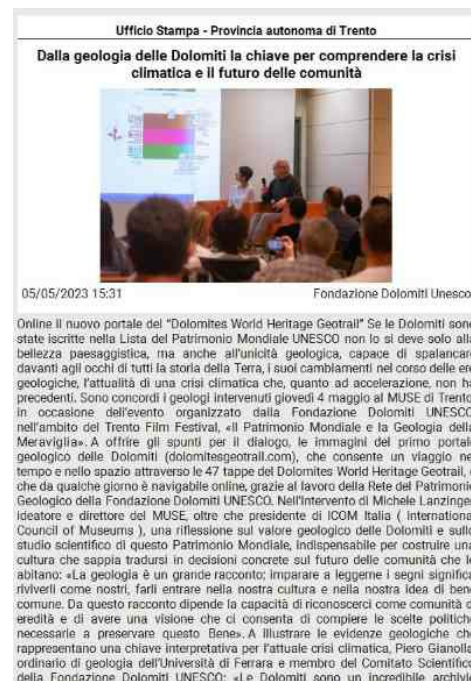 Ufficio Stampa - Provincia autonoma di Trento
Dalla geologia delle Dolomiti la chiave per comprendere la crisi
climatica e il futuro delle comunità
05/05/2023 15:31 Fondazione Dolomiti Unesco
Online il nuovo portale del "Dolomites World Heritage Geotrail" Se le Dolomiti sono
state iscritte nella Lista del Patrimonio Mondiale UNESCO non lo si deve solo alla
bellezza paesaggistica, ma anche all'unicità geologica, capace di spalancare
davanti agli occhi di tutti la storia della Terra, i suoi cambiamenti nel corso delle ere
geologiche, l'attualità di una crisi climatica che, quanto ad accelerazione, non ha
precedenti. Sono concordi i geologi intervenuti giovedì 4 maggio al MUSE di Trento
in occasione dell'evento organizzato dalla Fondazione Dolomiti UNESCO
nell'ambito del Trento Film Festival, «Il Patrimonio Mondiale e la Geologia della
Meraviglia». A offrire gli spunti per il dialogo, le immagini del primo portale
geologico delle Dolomiti (dolomitesgeotrail.com), che consente un viaggio nel
tempo e nello spazio attraverso le 47 tappe del Dolomites World Heritage Geotrail,
che da qualche giorno è navigabile online, grazie al lavoro della Rete del Patrimonio
Geologico della Fondazione Dolomiti UNESCO. Nell'intervento di Michele Lanzinger
ideatore e direttore del MUSE, oltre che presidente di ICOM Italia ( International
Council of Museums ), una riflessione sul valore geologico delle Dolomiti e sullo
studio scientifico di questo Patrimonio Mondiale, indispensabile per costruire una
cultura che sappia tradursi in decisioni concrete sul futuro delle comunità che le
abitano: «La geologia è un grande racconto; imparare a leggerne i segni significa
riviverli come nostri, farli entrare nella nostra cultura e nella nostra idea di bene
comune. Da questo racconto dipende la capacità di riconoscerci come comunità di
eredità e di avere una visione che ci consenta di compiere le scelte politiche
necessarie a preservare questo Bene». A illustrare le evidenze geologiche che
rappresentano una chiave interpretativa per l'attuale crisi climatica, Piero Gianolla
ordinario di geologia dell'Università di Ferrara e membro del Comitato Scientifico
della Fondazione Dolomiti UNESCO: «Le Dolomiti sono un incredibile archivio